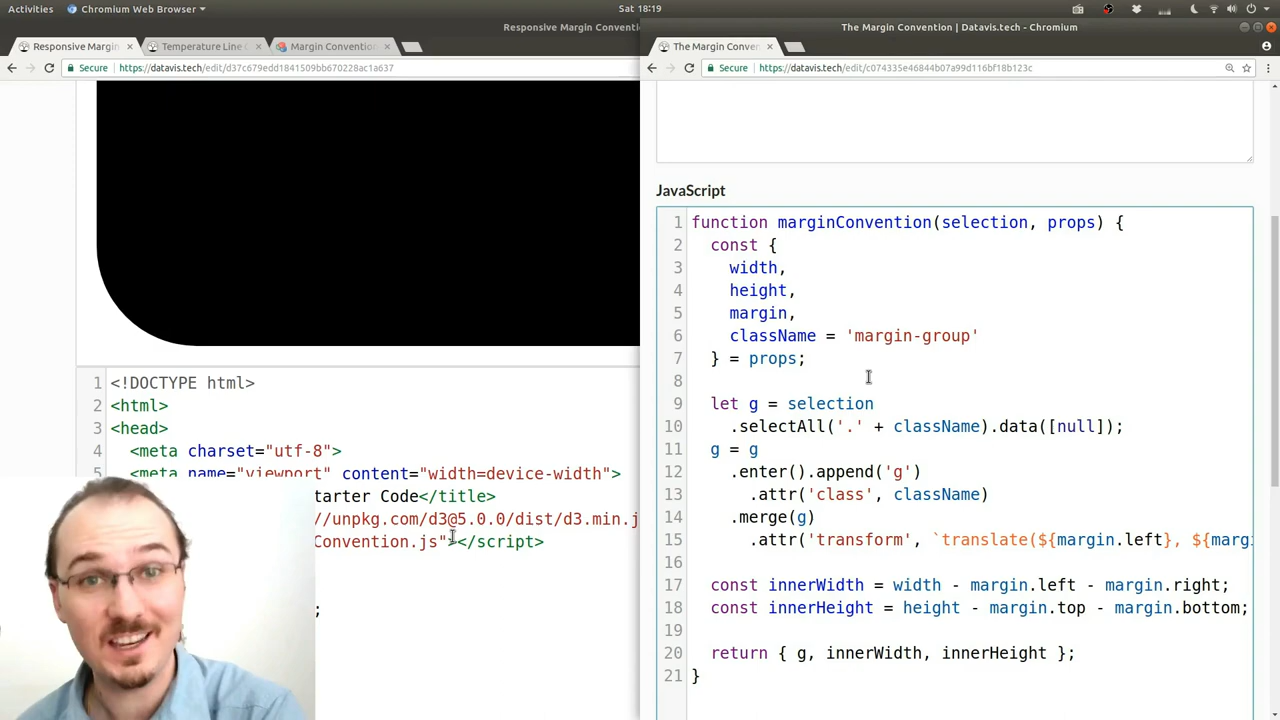 Activities Chromium Web Browser Sat 18:19
Responsive Margin Conventi
The Margin Convention | Datavis.tech - Chromium
Responsive Margin × Temperature Line × Margin Convention ×
The Margin Conven ×
Secure https://datavis.tech/edit/d37c679edd1841509bb670228ac1a637
Secure https://datavis.tech/edit/c074335e46844b07a99d116bf18b123c
JavaScript
1 function marginConvention(selection, props) {
2 const {
3 width,
4 height,
5 margin,
6 className = 'margin-group'
7 } = props;
8
9 let g = selection
10 .selectAll('.' + className).data([null]);
11 g = g
12 .enter().append('g')
13 .attr('class', className)
14 .merge(g)
15 .attr('transform', `translate(${margin.left}, ${margi
16
17 const innerWidth = width - margin.left - margin.right;
18 const innerHeight = height - margin.top - margin.bottom;
19
20 return { g, innerWidth, innerHeight };
21 }
1 <!DOCTYPE html>
2 <html>
3 <head>
4 <meta charset="utf-8">
5 <meta name="viewport" content="width=device-width">
tarter Code</title>
//unpkg.com/d3@5.0.0/dist/d3.min.j
Convention.js"></script>
;